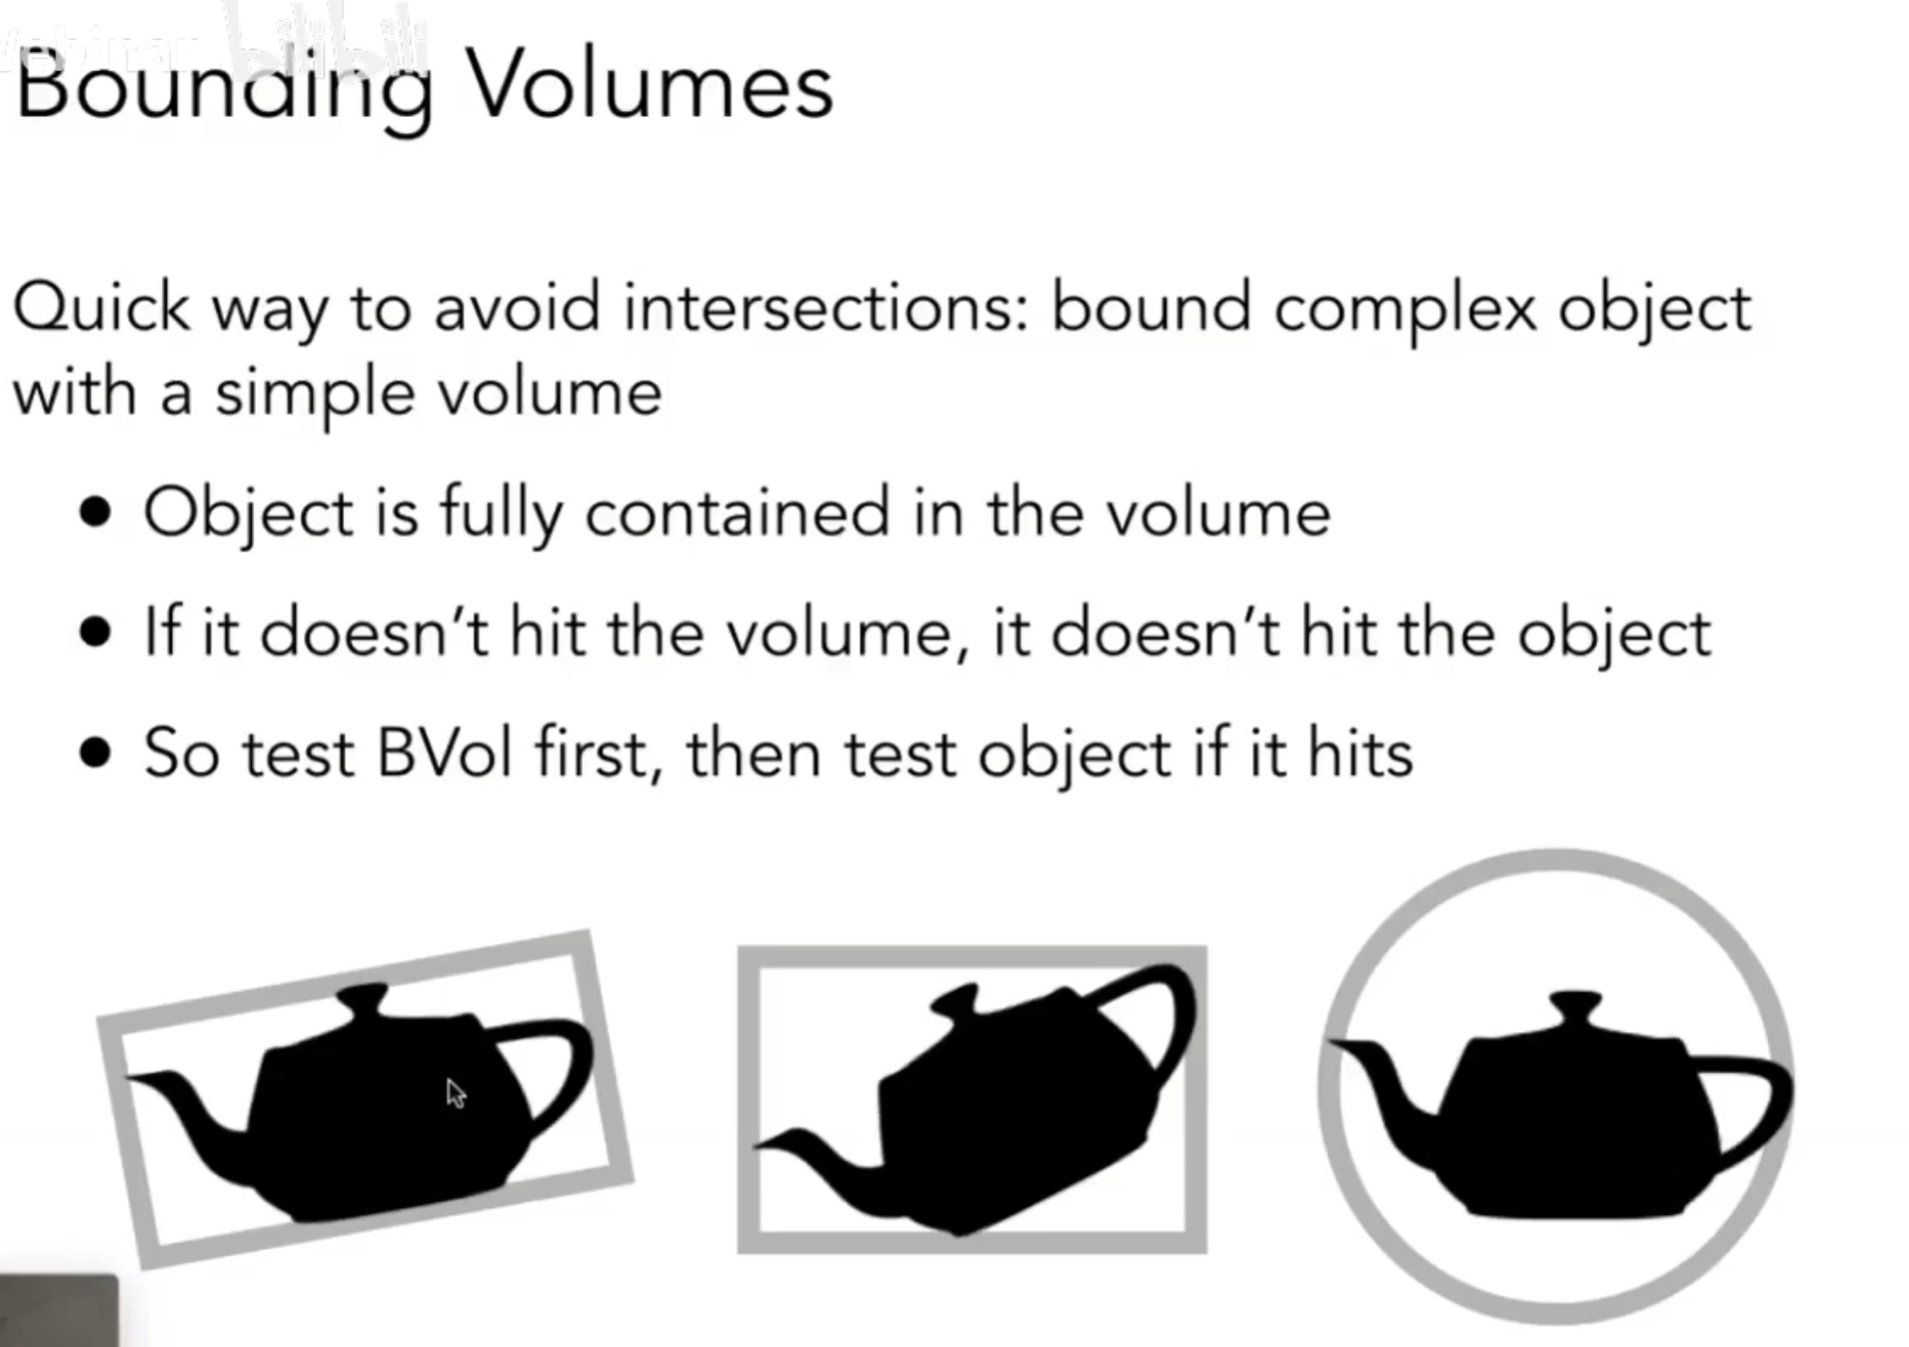 Webinar bilibili
Bounding Volumes
Quick way to avoid intersections: bound complex object
with a simple volume
● Object is fully contained in the volume
● If it doesn’t hit the volume, it doesn’t hit the object
● So test BVol first, then test object if it hits